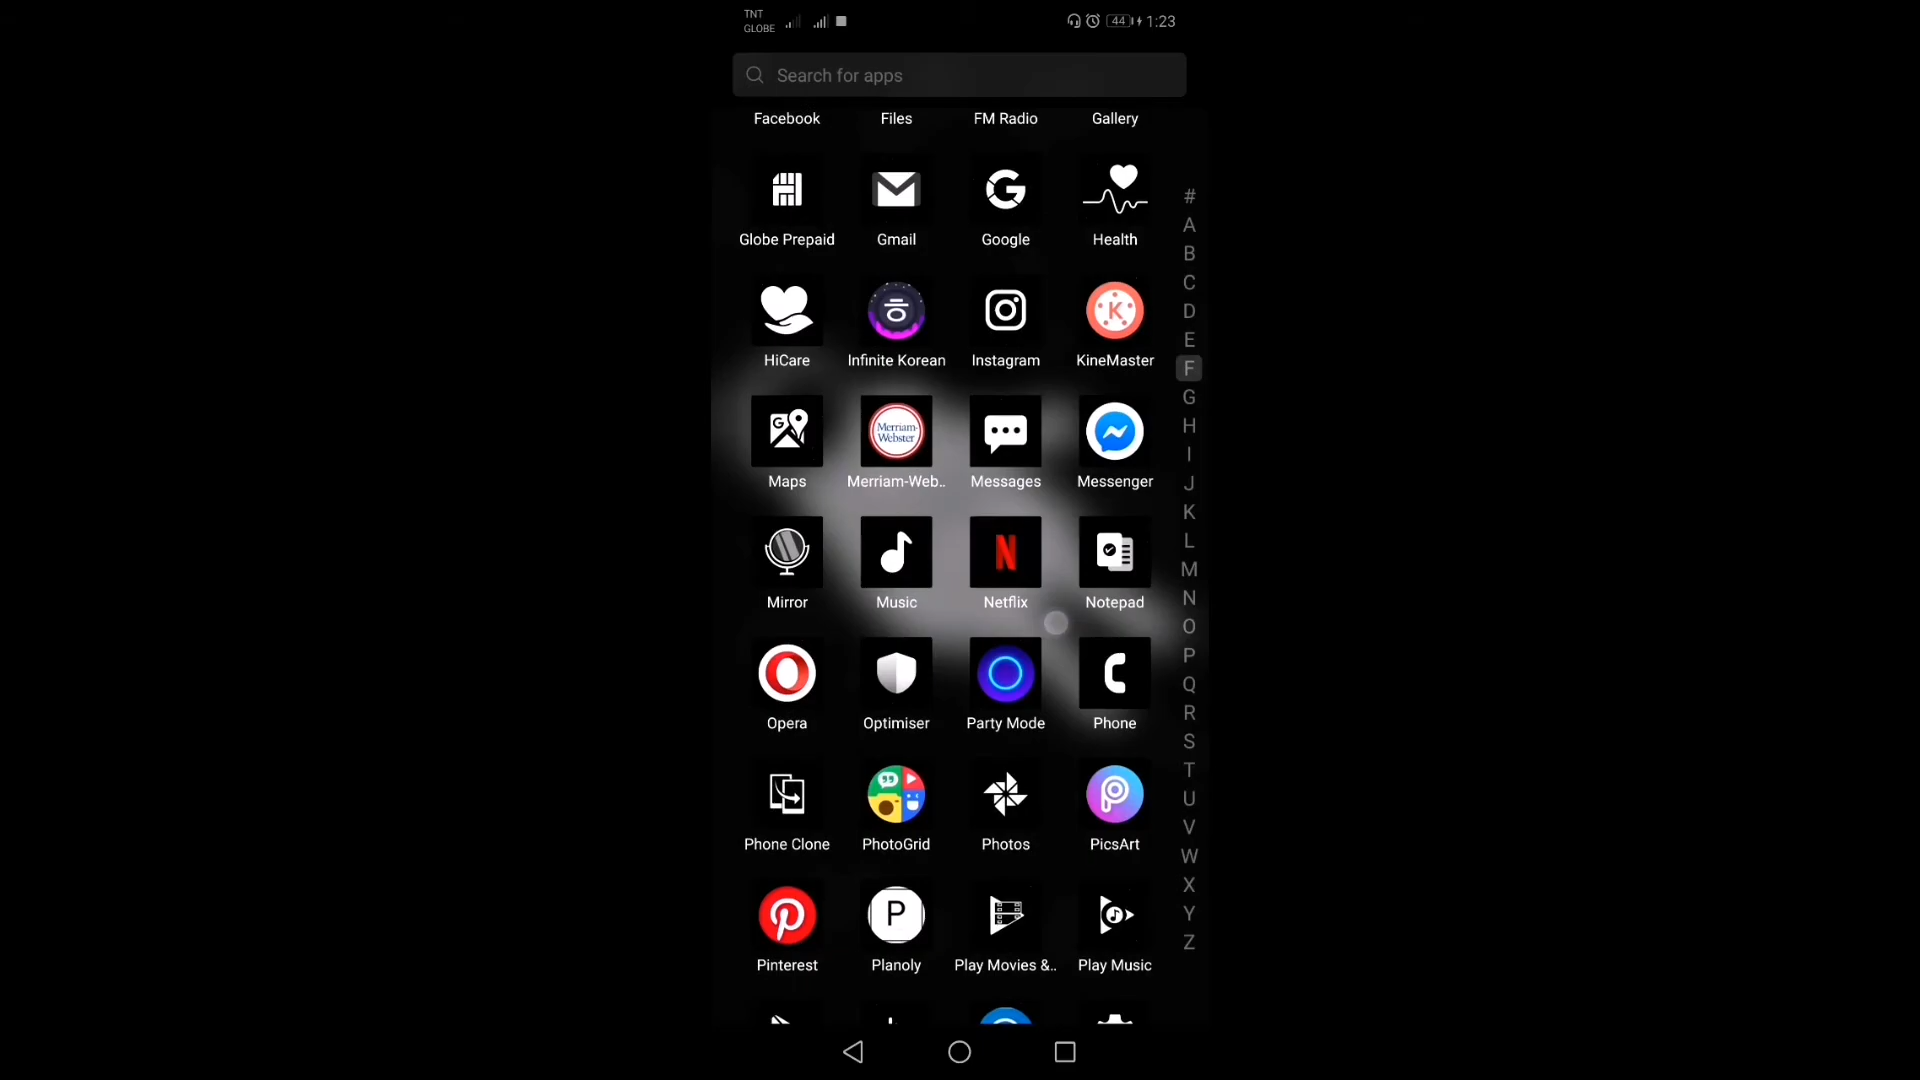 TNT
GLOBE
44
1:23
Search for apps
Facebook Files FM Radio Gallery
Globe Prepaid Gmail Google Health
HiCare Infinite Korean Instagram KineMaster
Merriam-
Webster
Maps Merriam-Web.. Messages Messenger
Mirror Music Netflix Notepad
Opera Optimiser Party Mode Phone
Phone Clone PhotoGrid Photos PicsArt
P
Pinterest Planoly Play Movies &.. Play Music
#
A
B
C
D
E
F
G
H
I
J
K
L
M
N
O
P
Q
R
S
T
U
V
W
X
Y
Z